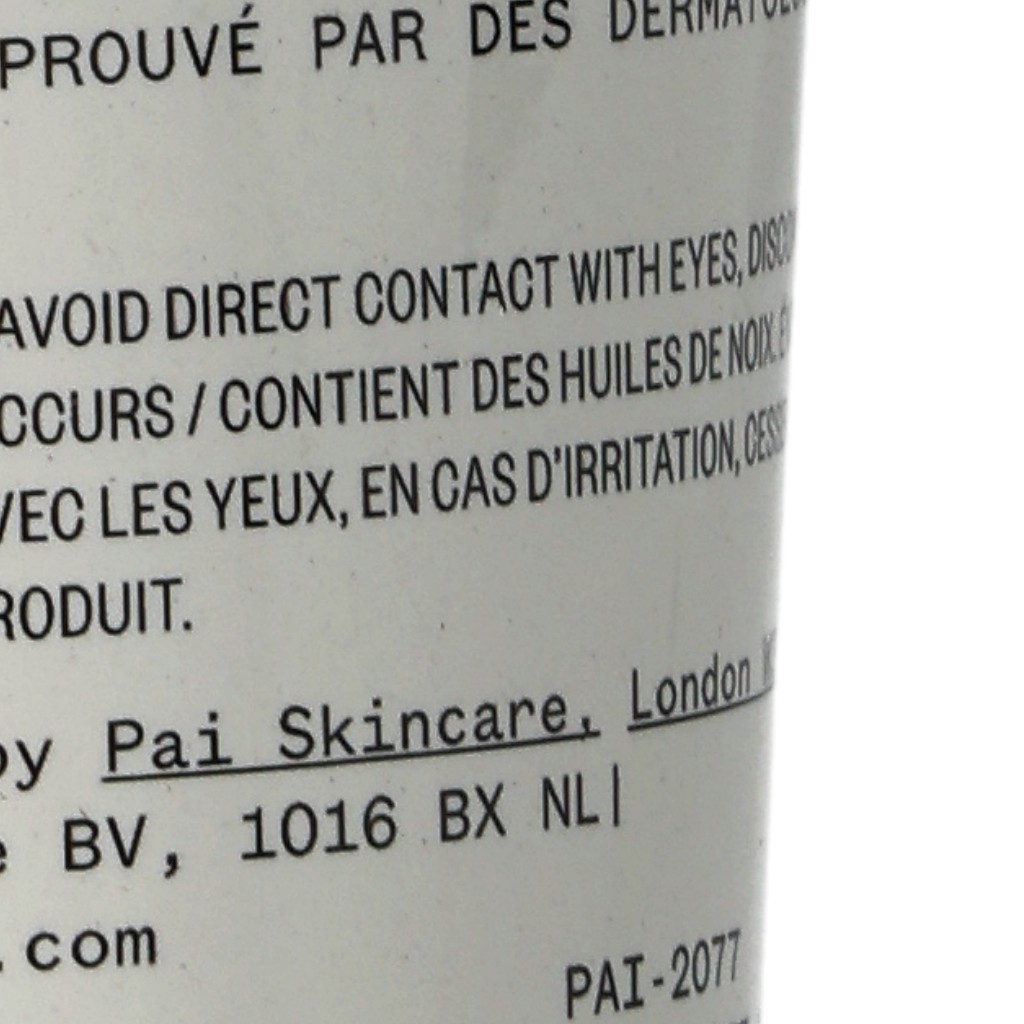 PROUVÉ PAR DES
AVOID DIRECT CONTACT WITH EYES,
CCURS / CONTIENT DES HUILES DE NOIX.
VEC LES YEUX, EN CAS D'IRRITATION,
RODUIT.
by Pai Skincare, London
e BV, 1016 BX NL|
.com
PAI-2077